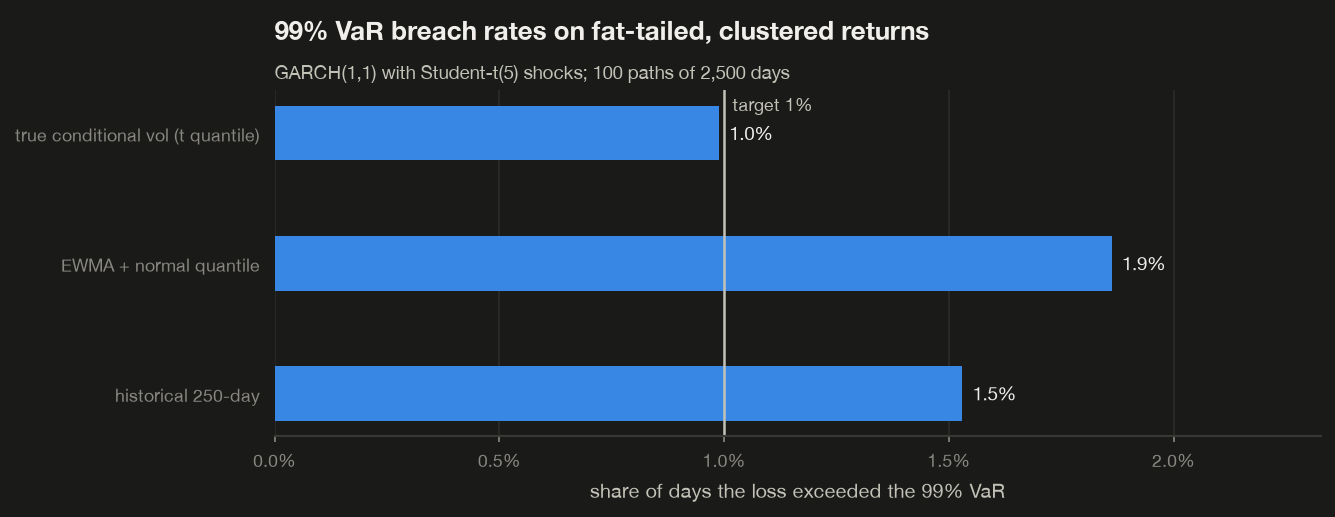 99% VaR breach rates on fat-tailed, clustered returns
GARCH(1,1) with Student-t(5) shocks; 100 paths of 2,500 days
target 1%
true conditional vol (t quantile)
1.0%
EWMA + normal quantile
1.9%
historical 250-day
1.5%
0.0%
0.5%
1.0%
1.5%
2.0%
share of days the loss exceeded the 99% VaR